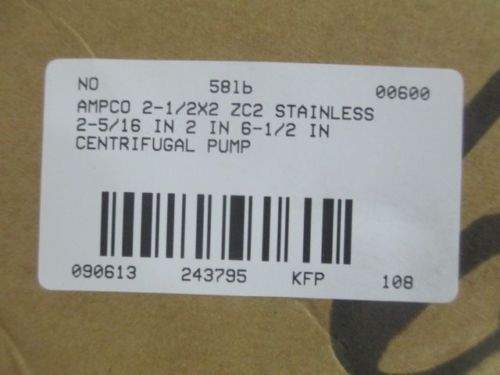 NO 58lb 00600
AMPCO 2-1/2X2 ZC2 STAINLESS
2-5/16 IN 2 IN 6-1/2 IN
CENTRIFUGAL PUMP
090613 243795 KFP 108